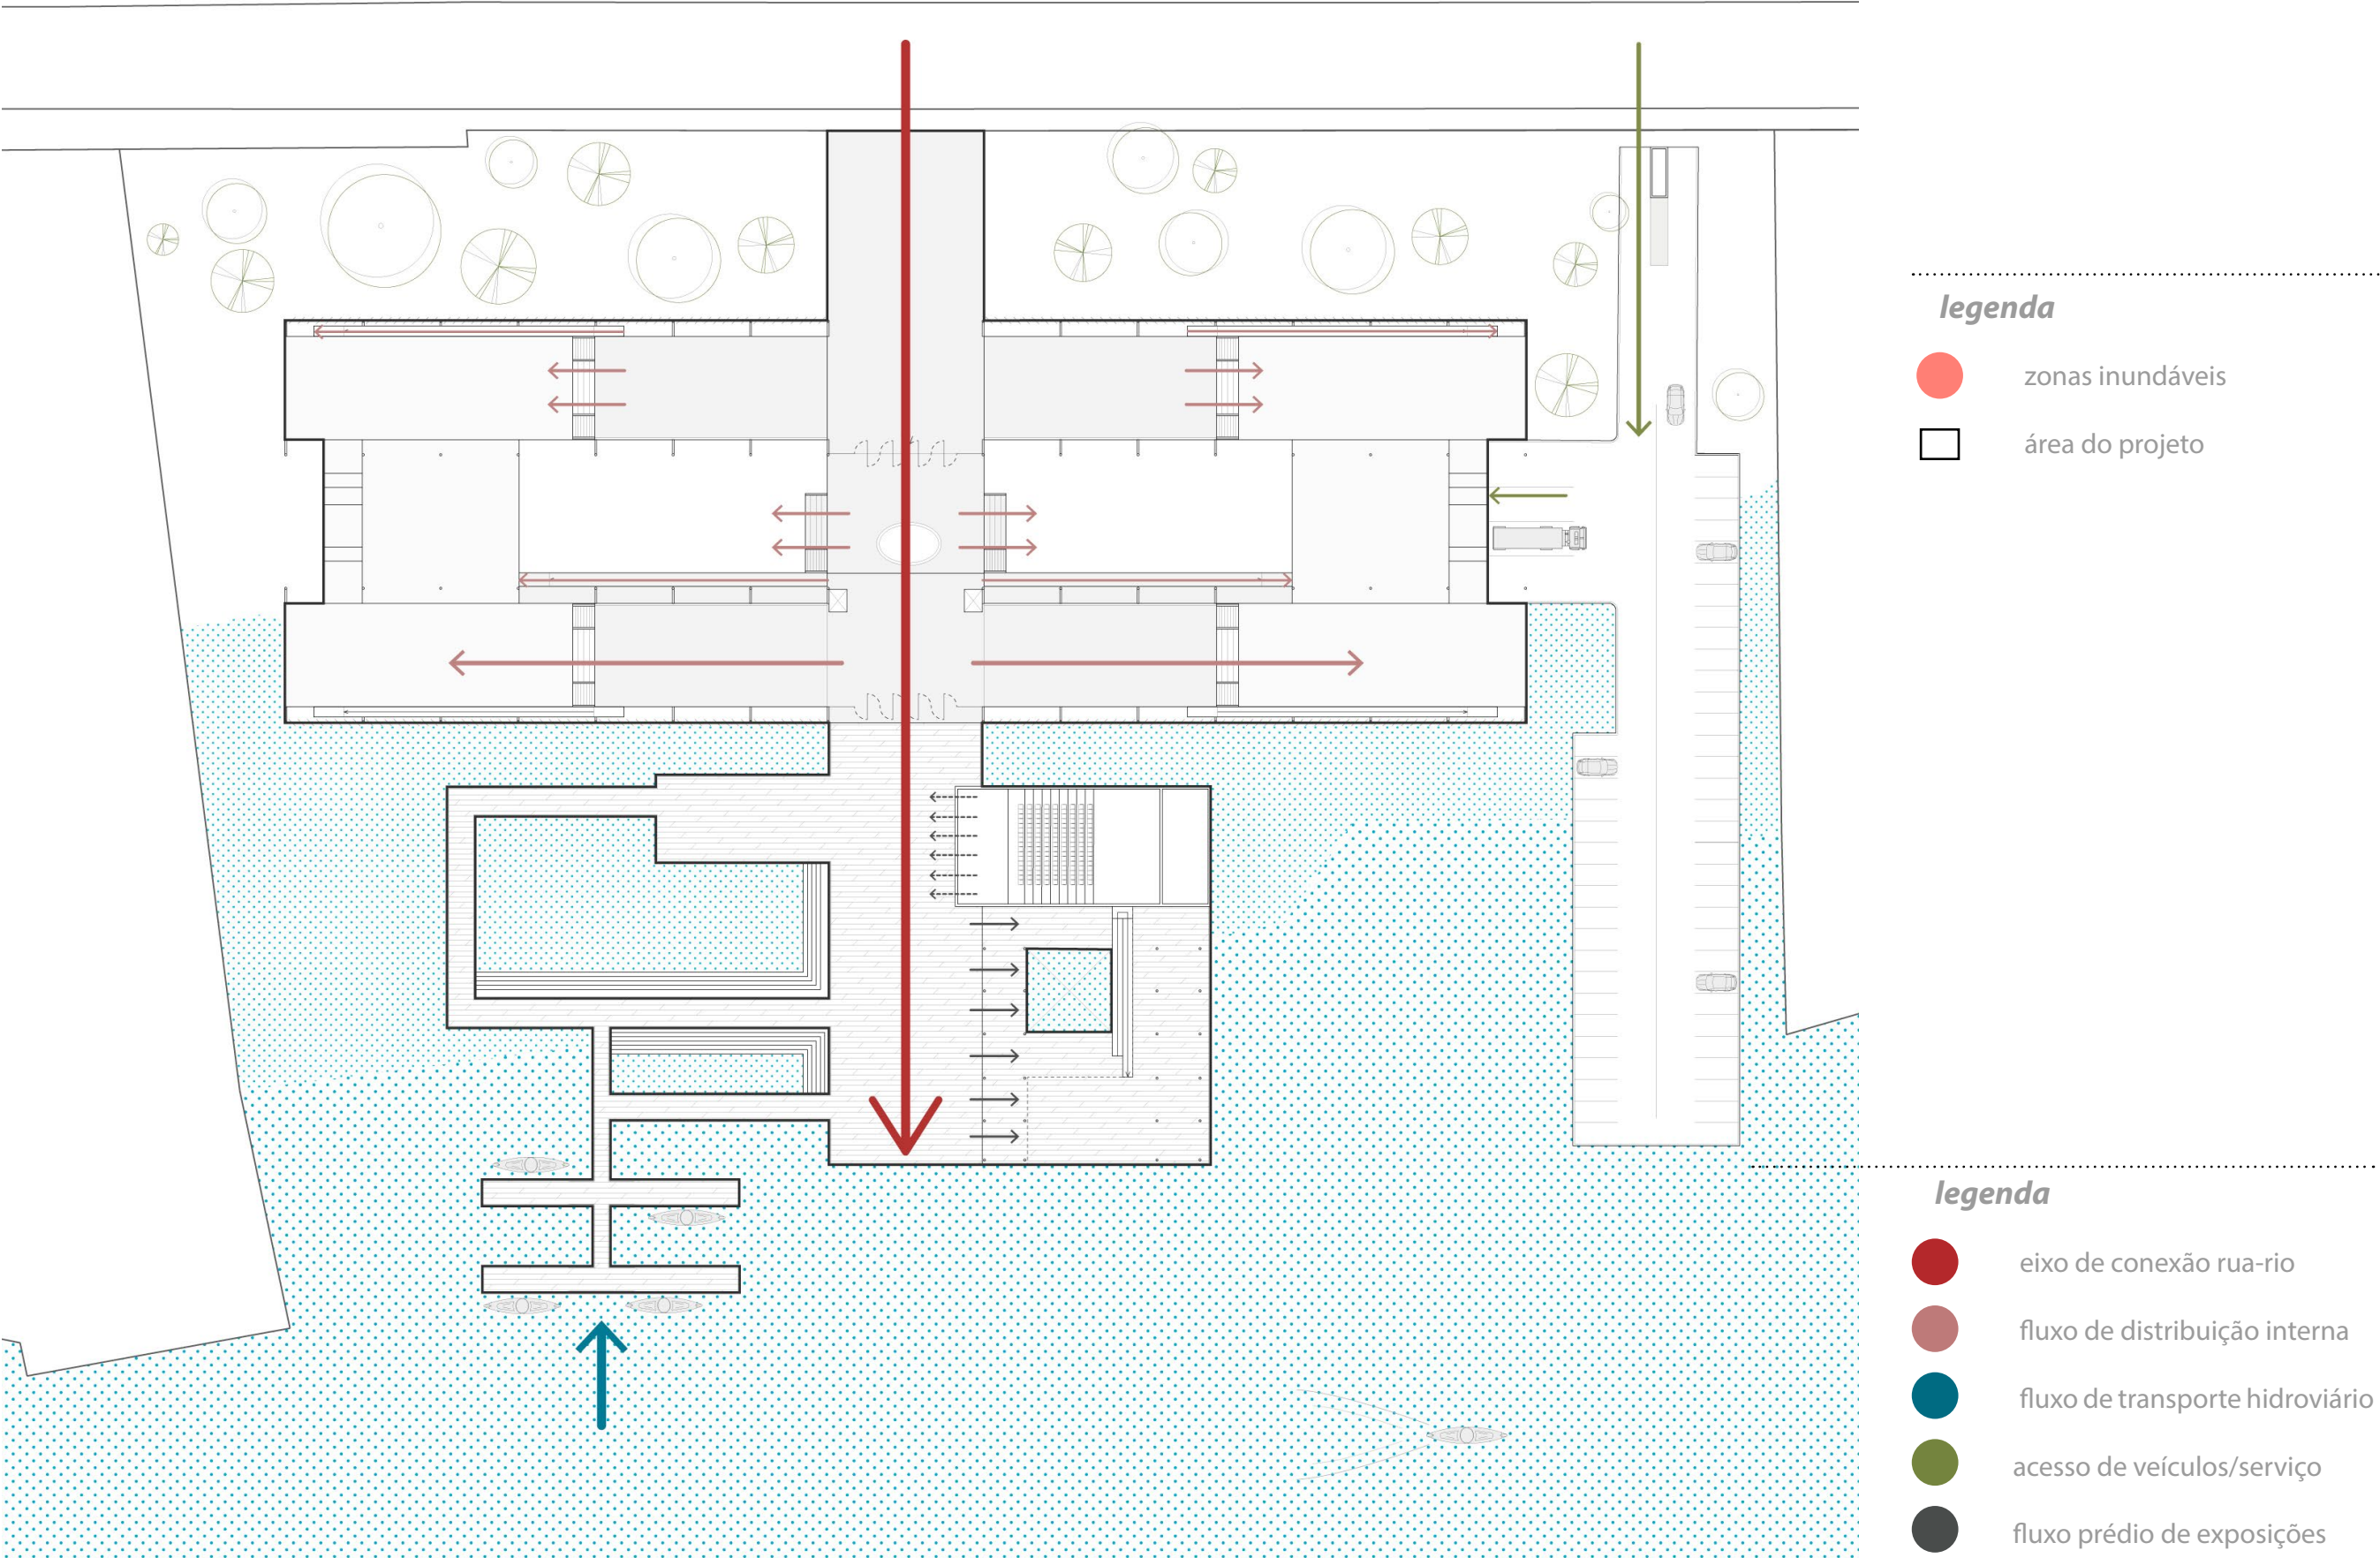 legenda
zonas inundáveis
área do projeto
legenda
eixo de conexão rua-rio
fluxo de distribuição interna
fluxo de transporte hidroviário
acesso de veículos/serviço
fluxo prédio de exposições